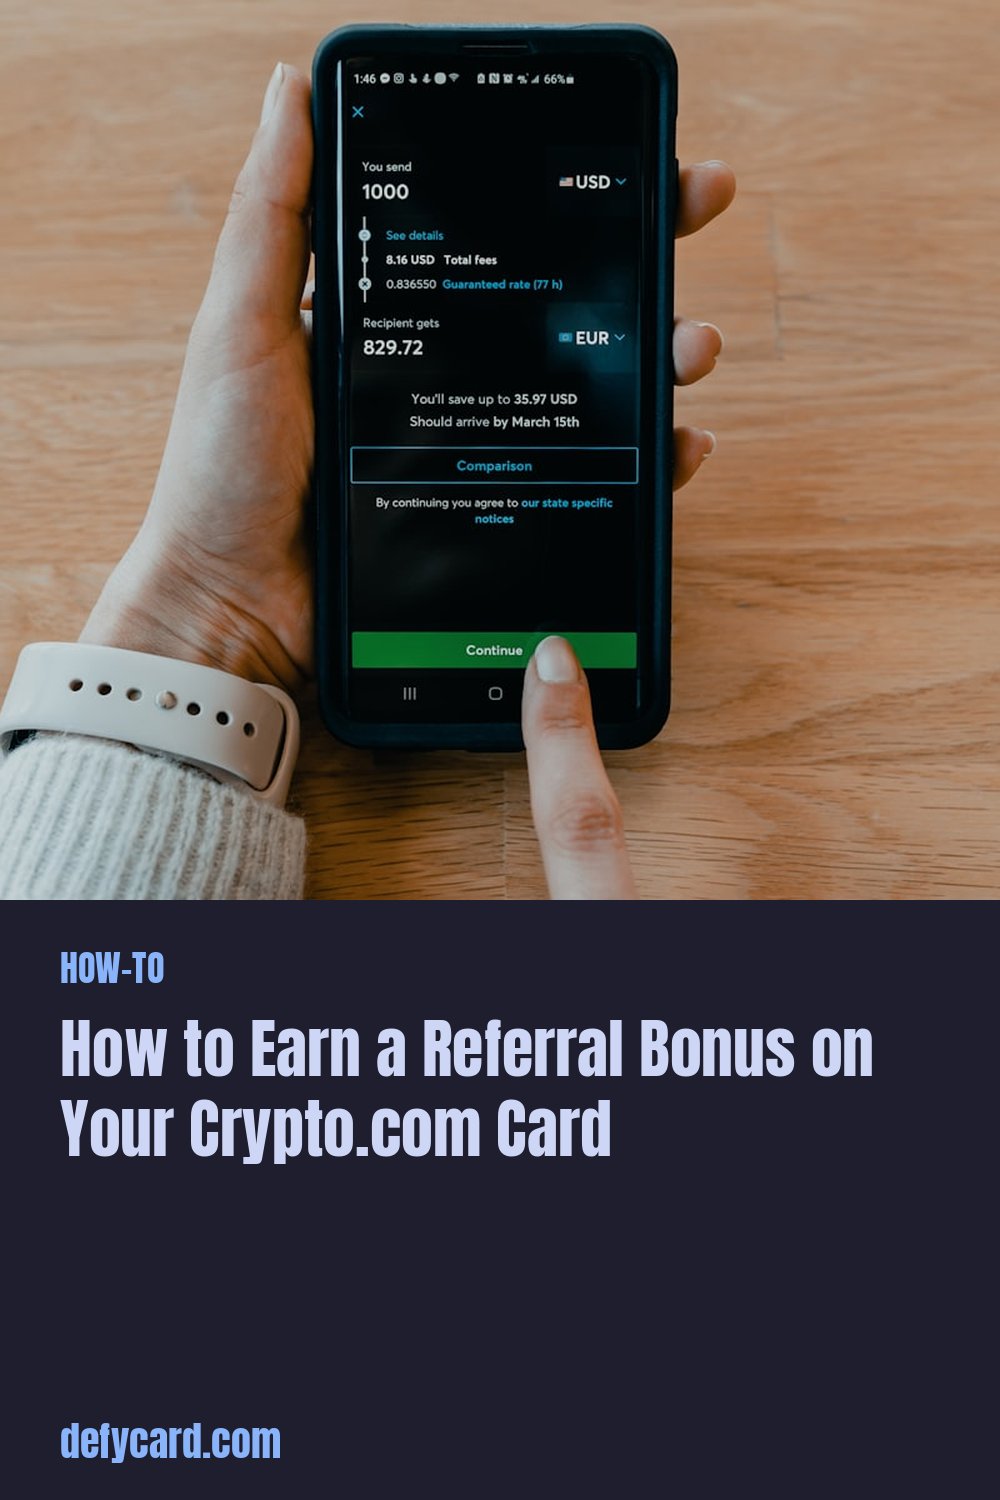 1:46
66%
You send
1000
USD
See details
8.16 USD Total fees
0.836550 Guaranteed rate (77 h)
Recipient gets
829.72
EUR
You'll save up to 35.97 USD
Should arrive by March 15th
Comparison
By continuing you agree to our state specific
notices
Continue
HOW-TO
How to Earn a Referral Bonus on
Your Crypto.com Card
defycard.com